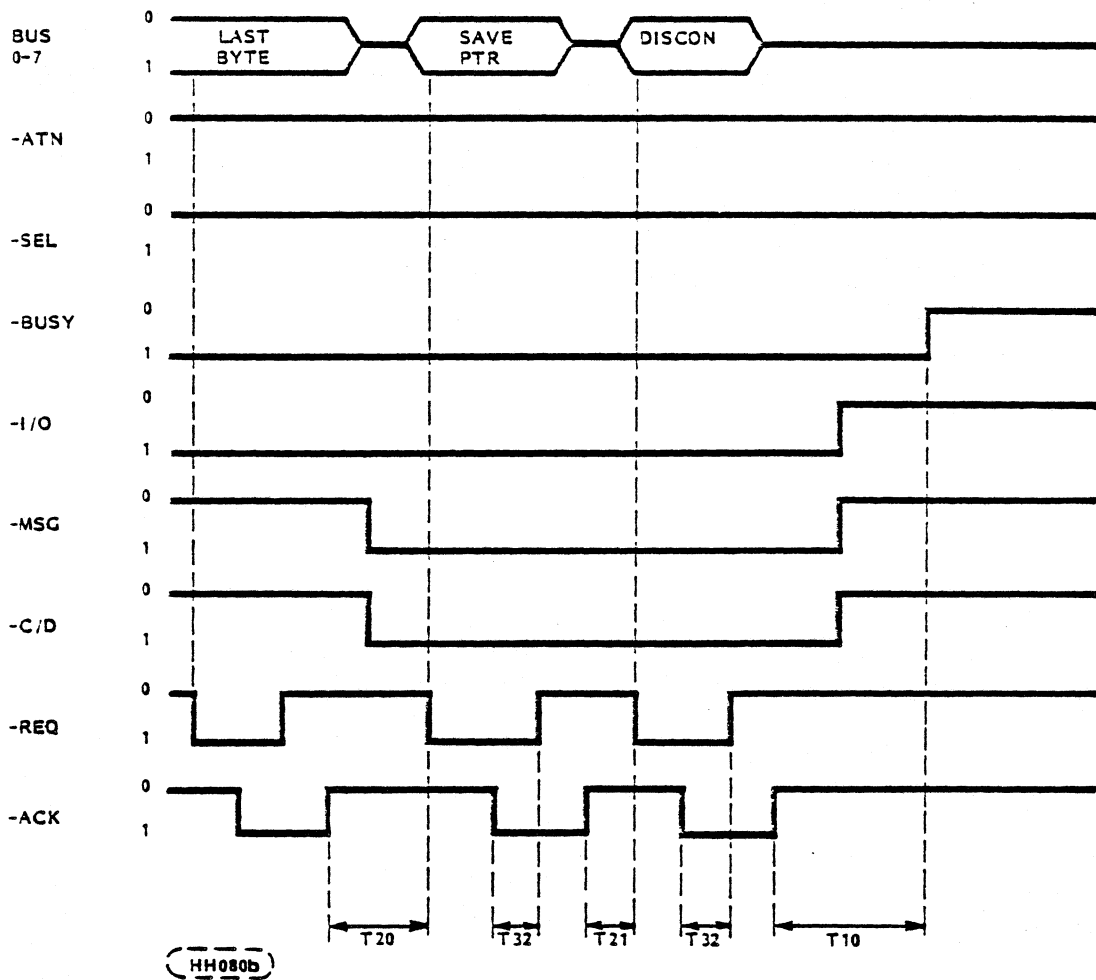 BUS
0-7
0
1
LAST
BYTE
SAVE
PTR
DISCON
-ATN
0
1
-SEL
0
1
-BUSY
0
1
-I/O
0
1
-MSG
0
1
-C/D
0
1
-REQ
0
1
-ACK
0
1
T20
T32
T21
T32
T10
HH080b